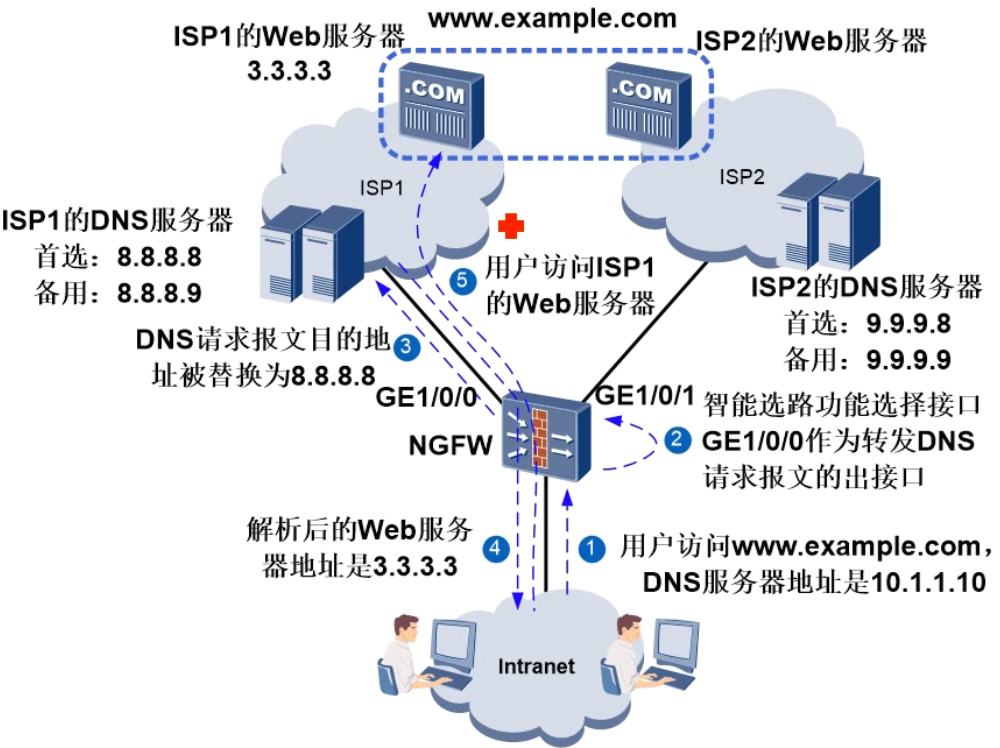 www.example.com
ISP1的Web服务器
3.3.3.3
ISP2的Web服务器
.COM
.COM
ISP1
ISP2
ISP1的DNS服务器
首选：8.8.8.8
备用：8.8.8.9
5 用户访问ISP1
的Web服务器
ISP2的DNS服务器
首选：9.9.9.8
备用：9.9.9.9
DNS请求报文目的地
址被替换为8.8.8.8
3
GE1/0/0
GE1/0/1
NGFW
2
智能选路功能选择接口
GE1/0/0作为转发DNS
请求报文的出接口
解析后的Web服务
器地址是3.3.3.3
4
1
用户访问www.example.com，
DNS服务器地址是10.1.1.10
Intranet